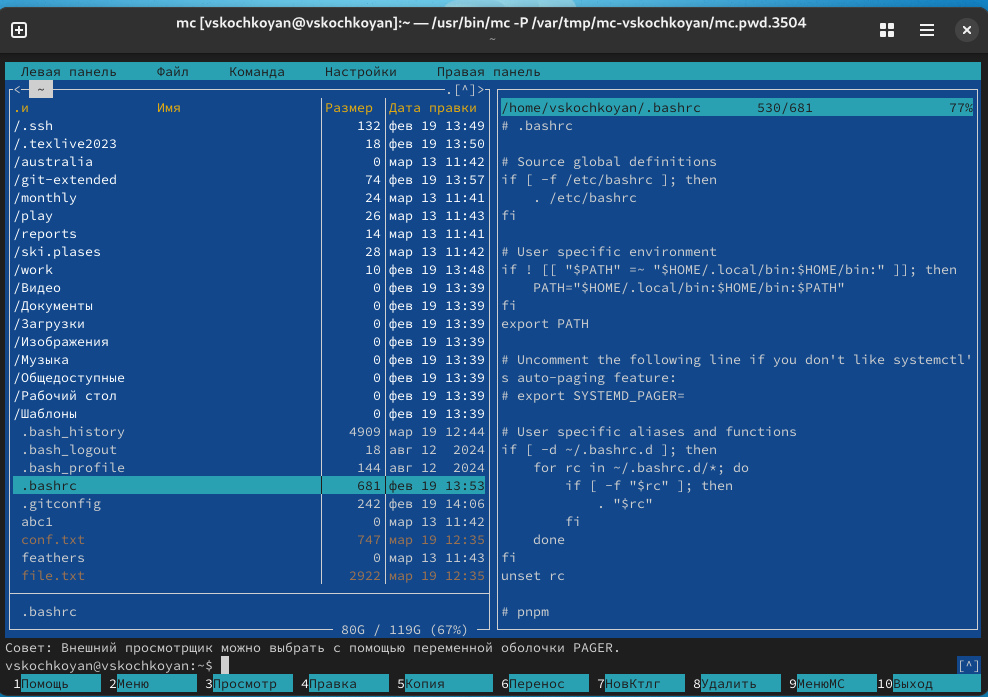 mc [vskochkoyan@vskochkoyan]:~ — /usr/bin/mc -P /var/tmp/mc-vskochkoyan/mc.pwd.3504
~
Левая панель Файл Команда Настройки Правая панель
<─ ~ ─.[^]>
.и Имя Размер Дата правки
/.ssh 132 фев 19 13:49
/.texlive2023 18 фев 19 13:50
/australia 0 мар 13 11:42
/git-extended 74 фев 19 13:57
/monthly 24 мар 13 11:41
/play 26 мар 13 11:43
/reports 14 мар 13 11:41
/ski.plases 28 мар 13 11:42
/work 10 фев 19 13:48
/Видео 0 фев 19 13:39
/Документы 0 фев 19 13:39
/Загрузки 0 фев 19 13:39
/Изображения 0 фев 19 13:39
/Музыка 0 фев 19 13:39
/Общедоступные 0 фев 19 13:39
/Рабочий стол 0 фев 19 13:39
/Шаблоны 0 фев 19 13:39
.bash_history 4909 мар 19 12:44
.bash_logout 18 авг 12 2024
.bash_profile 144 авг 12 2024
.bashrc 681 фев 19 13:53
.gitconfig 242 фев 19 14:06
abc1 0 мар 13 11:42
conf.txt 747 мар 19 12:35
feathers 0 мар 13 11:43
file.txt 2922 мар 19 12:35
.bashrc
80G / 119G (67%)
/home/vskochkoyan/.bashrc 530/681 77%
# .bashrc
# Source global definitions
if [ -f /etc/bashrc ]; then
. /etc/bashrc
fi
# User specific environment
if ! [[ "$PATH" =~ "$HOME/.local/bin:$HOME/bin:" ]]; then
PATH="$HOME/.local/bin:$HOME/bin:$PATH"
fi
export PATH
# Uncomment the following line if you don't like systemctl'
s auto-paging feature:
# export SYSTEMD_PAGER=
# User specific aliases and functions
if [ -d ~/.bashrc.d ]; then
for rc in ~/.bashrc.d/*; do
if [ -f "$rc" ]; then
. "$rc"
fi
done
fi
unset rc
# pnpm
Совет: Внешний просмотрщик можно выбрать с помощью переменной оболочки PAGER.
vskochkoyan@vskochkoyan:~$ [^]
1Помощь 2Меню 3Просмотр 4Правка 5Копия 6Перенос 7НовКтлг 8Удалить 9МенюМС 10Выход